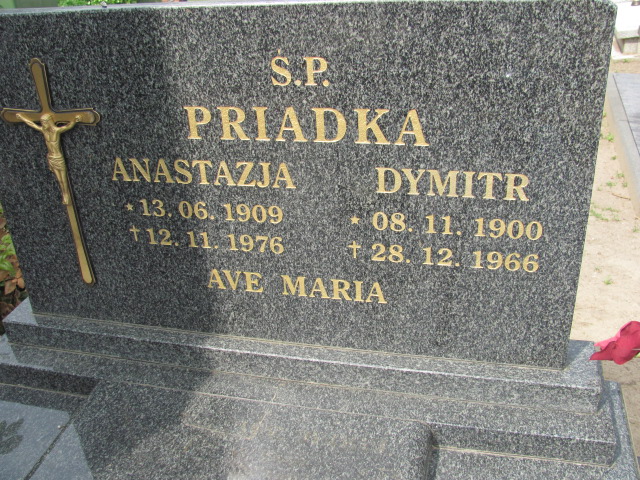 Ś.P.
PRIADKA
ANASTAZJA
* 13. 06. 1909
† 12. 11. 1976
DYMITR
* 08. 11. 1900
† 28. 12. 1966
AVE MARIA